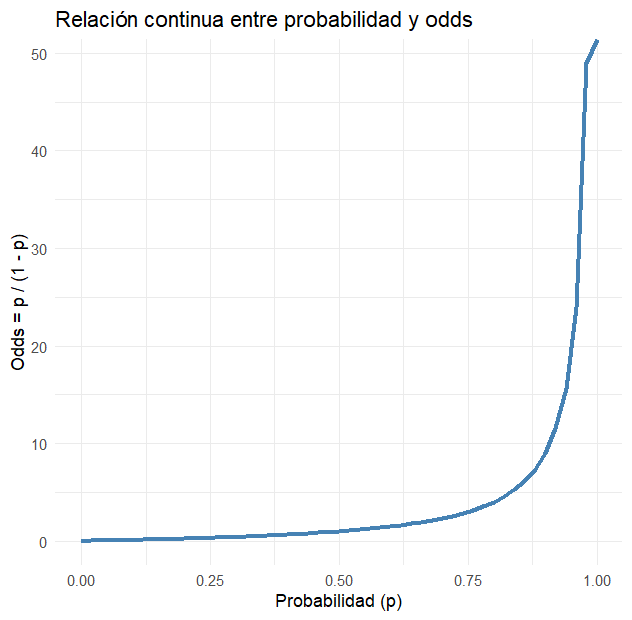 Relación continua entre probabilidad y odds
Odds = p / (1 - p)
50
40
30
20
10
0
0.00 0.25 0.50 0.75 1.00
Probabilidad (p)